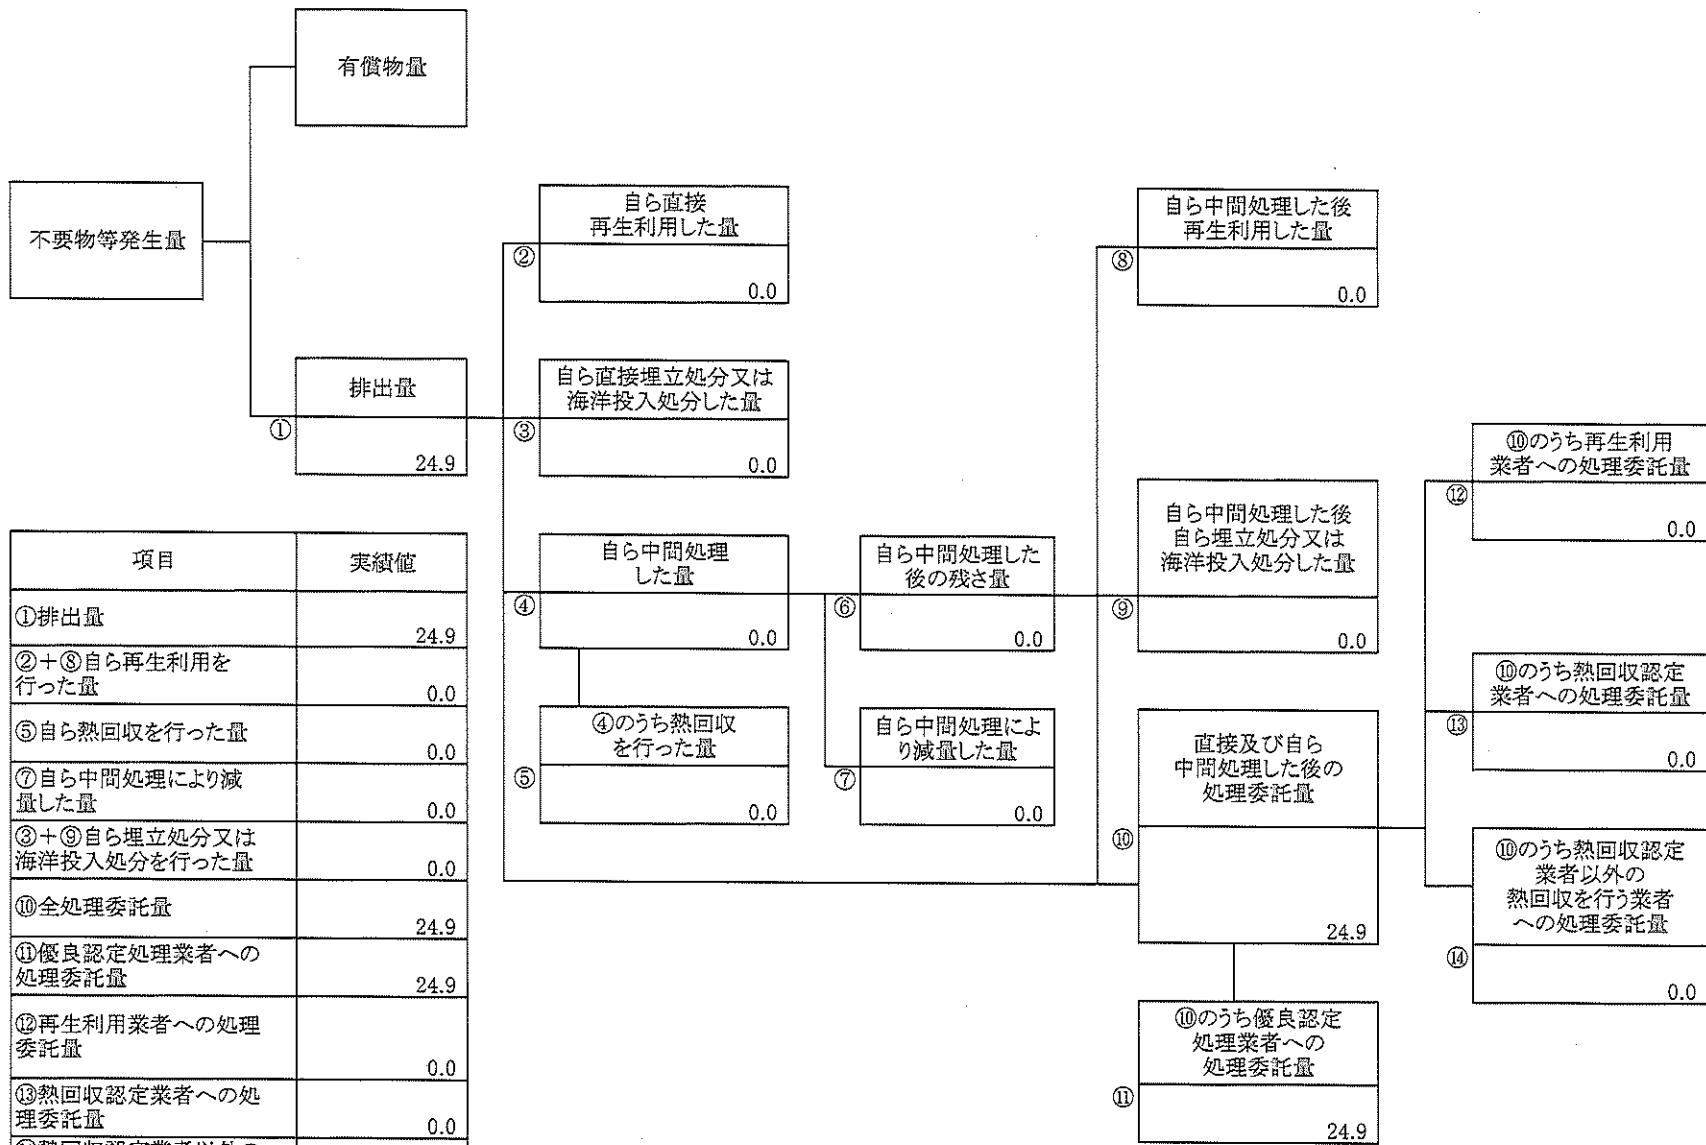 有償物量
不要物等発生量
排出量
①
24.9
自ら直接
再生利用した量
②
0.0
自ら直接埋立処分又は
海洋投入処分した量
③
0.0
自ら中間処理
した量
④
0.0
④のうち熱回収
を行った量
⑤
0.0
自ら中間処理した
後の残さ量
⑥
0.0
自ら中間処理によ
り減量した量
⑦
0.0
自ら中間処理した後
再生利用した量
⑧
0.0
自ら中間処理した後
自ら埋立処分又は
海洋投入処分した量
⑨
0.0
直接及び自ら
中間処理した後の
処理委託量
⑩
24.9
⑩のうち優良認定
処理業者への
処理委託量
⑪
24.9
⑩のうち再生利用
業者への処理委託量
⑫
0.0
⑩のうち熱回収認定
業者への処理委託量
⑬
0.0
⑩のうち熱回収認定
業者以外の
熱回収を行う業者
への処理委託量
⑭
0.0
項目 実績値
①排出量
24.9
②+⑧自ら再生利用を
行った量
0.0
⑤自ら熱回収を行った量
0.0
⑦自ら中間処理により減
量した量
0.0
③+⑨自ら埋立処分又は
海洋投入処分を行った量
0.0
⑩全処理委託量
24.9
⑪優良認定処理業者への
処理委託量
24.9
⑫再生利用業者への処理
委託量
0.0
⑬熱回収認定業者への処
理委託量
0.0